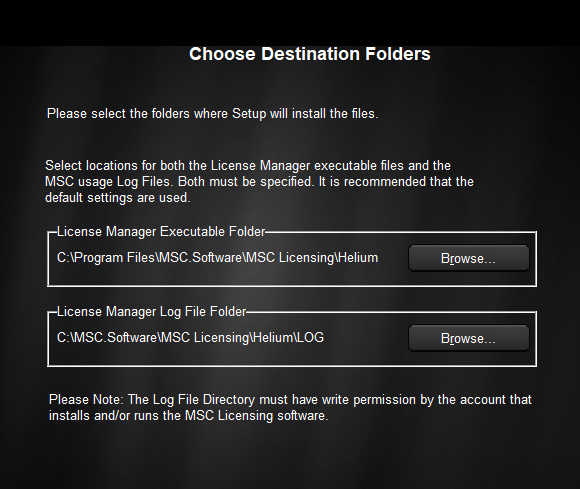 Choose Destination Folders
Please select the folders where Setup will install the files.
Select locations for both the License Manager executable files and the
MSC usage Log Files. Both must be specified. It is recommended that the
default settings are used.
License Manager Executable Folder
C:\Program Files\MSC.Software\MSC Licensing\Helium
Browse...
License Manager Log File Folder
C:\MSC.Software\MSC Licensing\Helium\LOG
Browse...
Please Note: The Log File Directory must have write permission by the account that
installs and/or runs the MSC Licensing software.